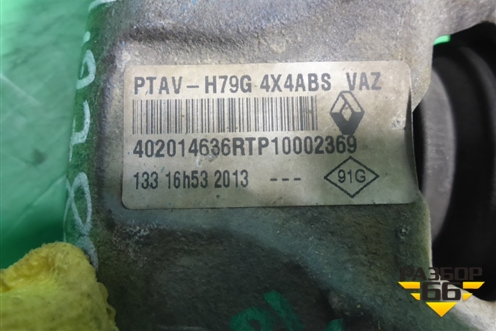 PTAV-H79G 4X4ABS VAZ
402014636RTP10002369
133 16h53 2013 ---
91G
РАЗБОР
66